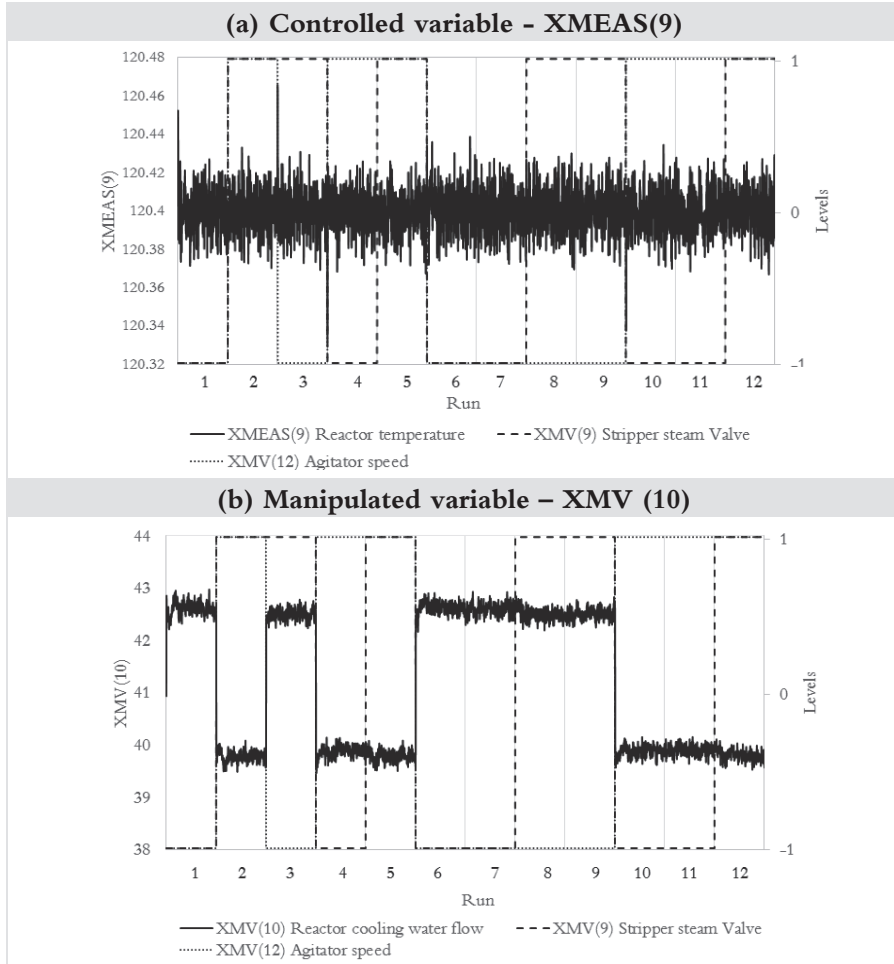 (a) Controlled variable - XMEAS(9)
120.48
120.46
120.44
120.42
120.4
120.38
120.36
120.34
120.32
XMEAS(9)
1
0
-1
Levels
1 2 3 4 5 6 7 8 9 10 11 12
Run
XMEAS(9) Reactor temperature
XMV(9) Stripper steam Valve
XMV(12) Agitator speed
(b) Manipulated variable – XMV (10)
44
43
42
41
40
39
38
XMV(10)
1
0
-1
Levels
1 2 3 4 5 6 7 8 9 10 11 12
Run
XMV(10) Reactor cooling water flow
XMV(9) Stripper steam Valve
XMV(12) Agitator speed